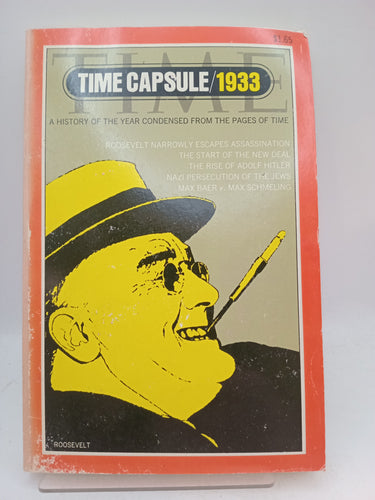 $1.65
TIME
TIME CAPSULE/1933
A HISTORY OF THE YEAR CONDENSED FROM THE PAGES OF TIME
ROOSEVELT NARROWLY ESCAPES ASSASSINATION
THE START OF THE NEW DEAL
THE RISE OF ADOLF HITLER
NAZI PERSECUTION OF THE JEWS
MAX BAER v. MAX SCHMELING
ROOSEVELT